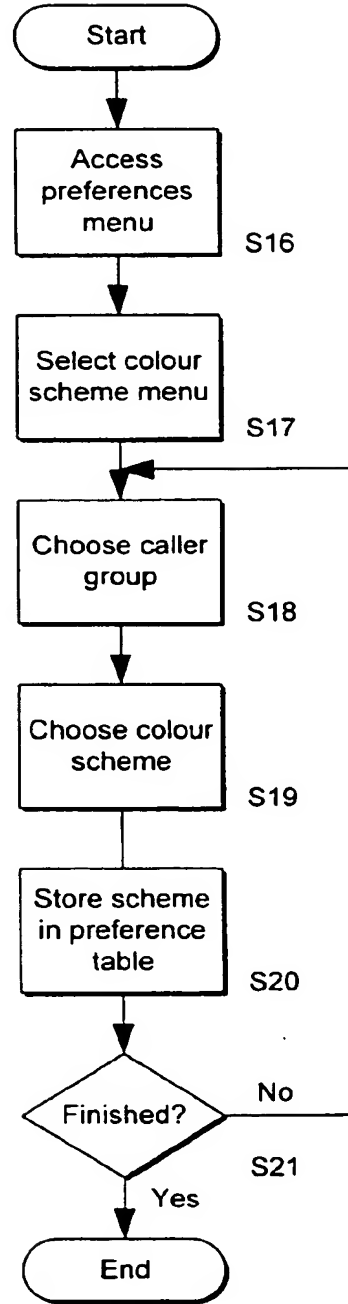 Start
Access
preferences
menu
S16
Select colour
scheme menu
S17
Choose caller
group
S18
Choose colour
scheme
S19
Store scheme
in preference
table
S20
Finished?
No
S21
Yes
End